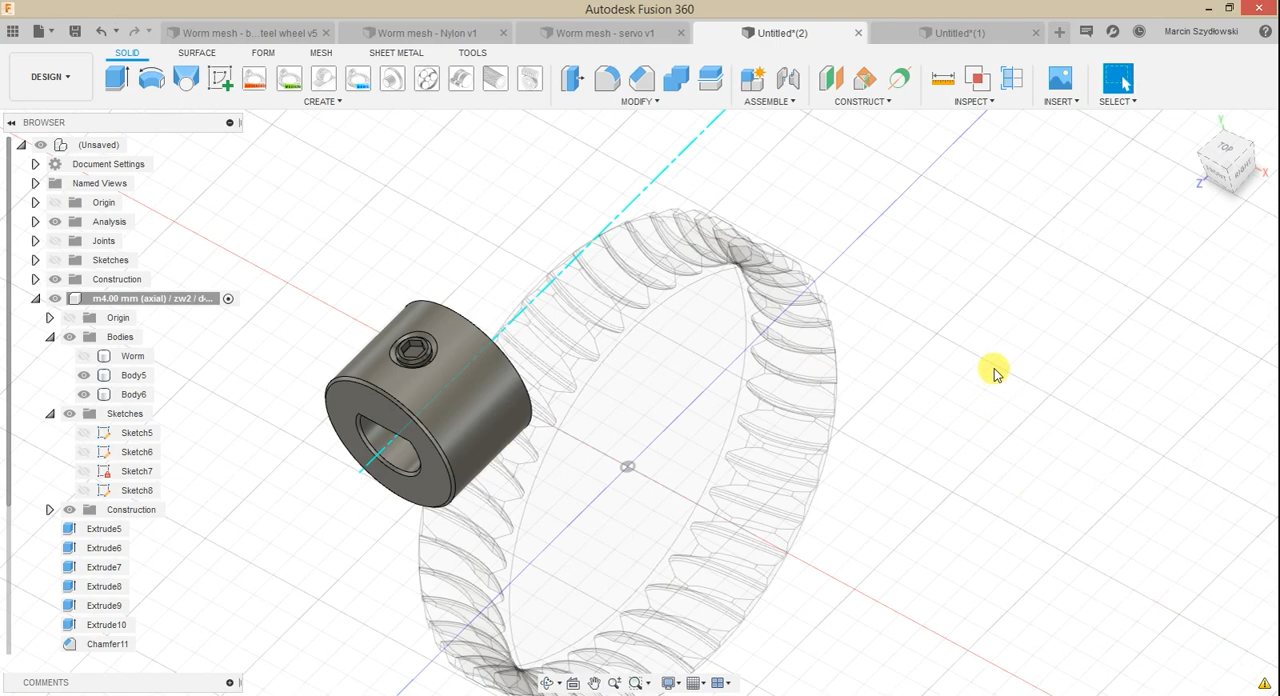 Autodesk Fusion 360
Worm mesh - b...teel wheel v5
Worm mesh - Nylon v1
Worm mesh - servo v1
Untitled*(2)
Untitled*(1)
Marcin Szydłowski
SOLID
SURFACE
FORM
MESH
SHEET METAL
TOOLS
DESIGN
CREATE
MODIFY
ASSEMBLE
CONSTRUCT
INSPECT
INSERT
SELECT
BROWSER
(Unsaved)
Document Settings
Named Views
Origin
Analysis
Joints
Sketches
Construction
m4.00 mm (axial) / zw2 / d-...
Origin
Bodies
Worm
Body5
Body6
Sketches
Sketch5
Sketch6
Sketch7
Sketch8
Construction
Extrude5
Extrude6
Extrude7
Extrude8
Extrude9
Extrude10
Chamfer11
COMMENTS
TOP
RIGHT
Y
X
Z